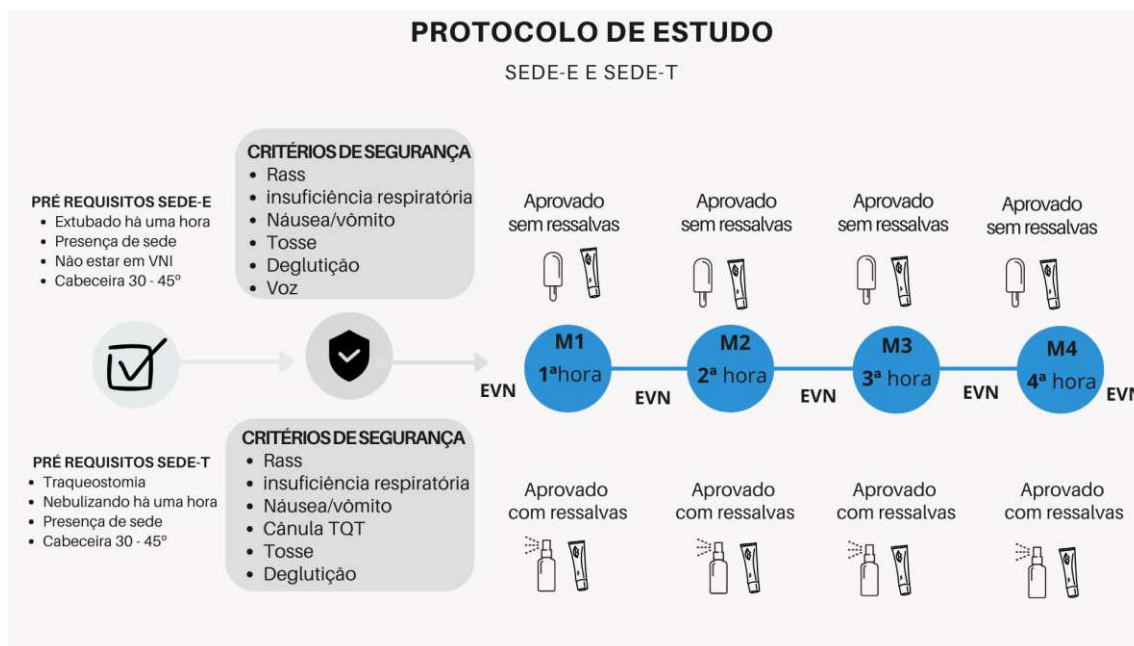 PROTOCOLO DE ESTUDO
SEDE-E E SEDE-T
PRÉ REQUISITOS SEDE-E
• Extubado há uma hora
• Presença de sede
• Não estar em VNI
• Cabeceira 30 - 45º
CRITÉRIOS DE SEGURANÇA
• Rass
• insuficiência respiratória
• Náusea/vômito
• Tosse
• Deglutição
• Voz
Aprovado
sem ressalvas
Aprovado
sem ressalvas
Aprovado
sem ressalvas
Aprovado
sem ressalvas
EVN
M1
1ª hora
EVN
M2
2ª hora
EVN
M3
3ª hora
EVN
M4
4ª hora
EVN
PRÉ REQUISITOS SEDE-T
• Traqueostomia
• Nebulizando há uma hora
• Presença de sede
• Cabeceira 30 - 45º
CRITÉRIOS DE SEGURANÇA
• Rass
• insuficiência respiratória
• Náusea/vômito
• Cânula TQT
• Tosse
• Deglutição
Aprovado
com ressalvas
Aprovado
com ressalvas
Aprovado
com ressalvas
Aprovado
com ressalvas